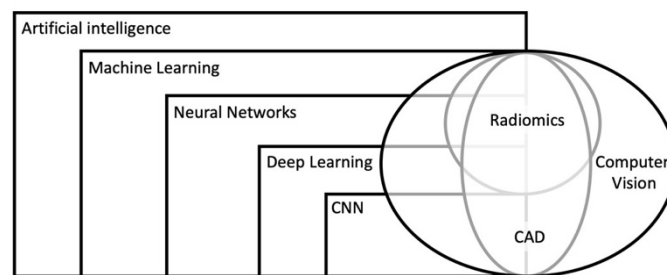 Artificial intelligence
Machine Learning
Neural Networks
Radiomics
Deep Learning
Computer
Vision
CNN
CAD